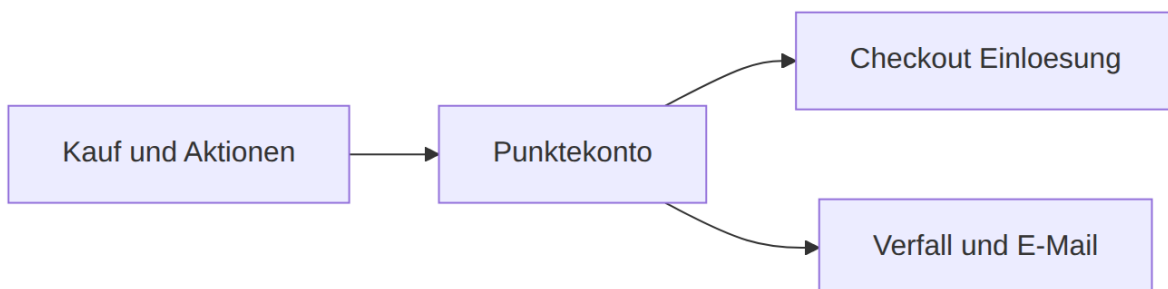 Kauf und Aktionen
Punktekonto
Checkout Einloesung
Verfall und E-Mail